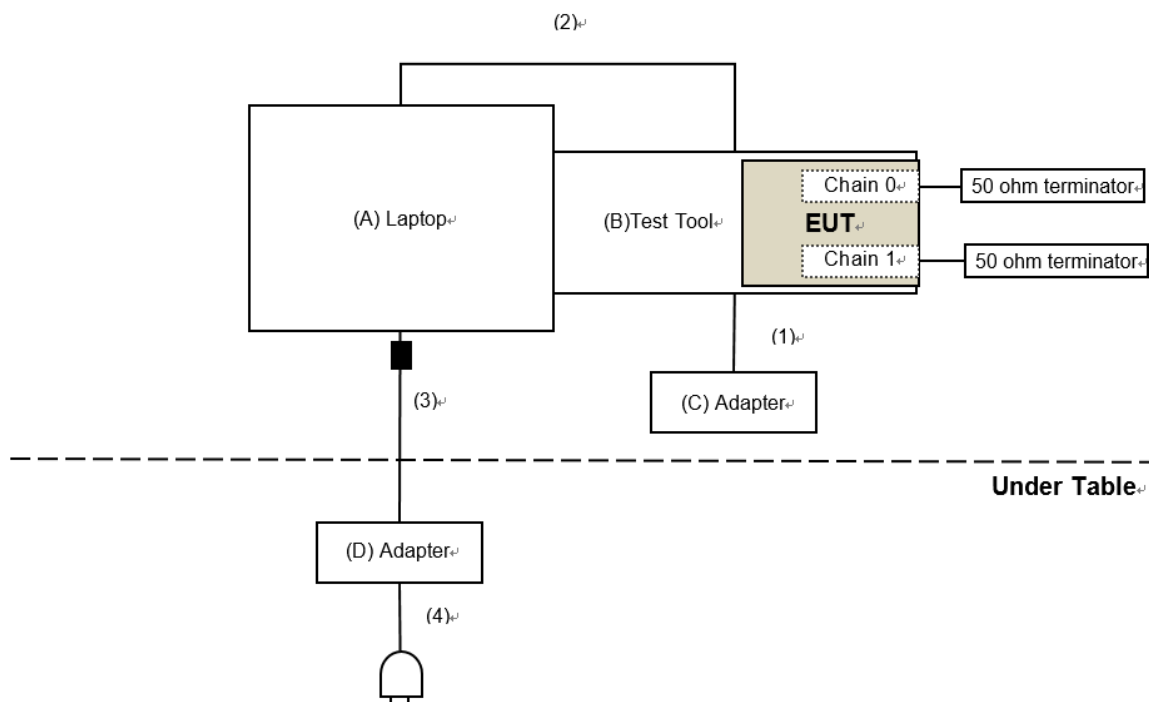 (2)
Chain 0
50 ohm terminator
(A) Laptop
(B)Test Tool
EUT
Chain 1
50 ohm terminator
(1)
(C) Adapter
(3)
Under Table
(D) Adapter
(4)